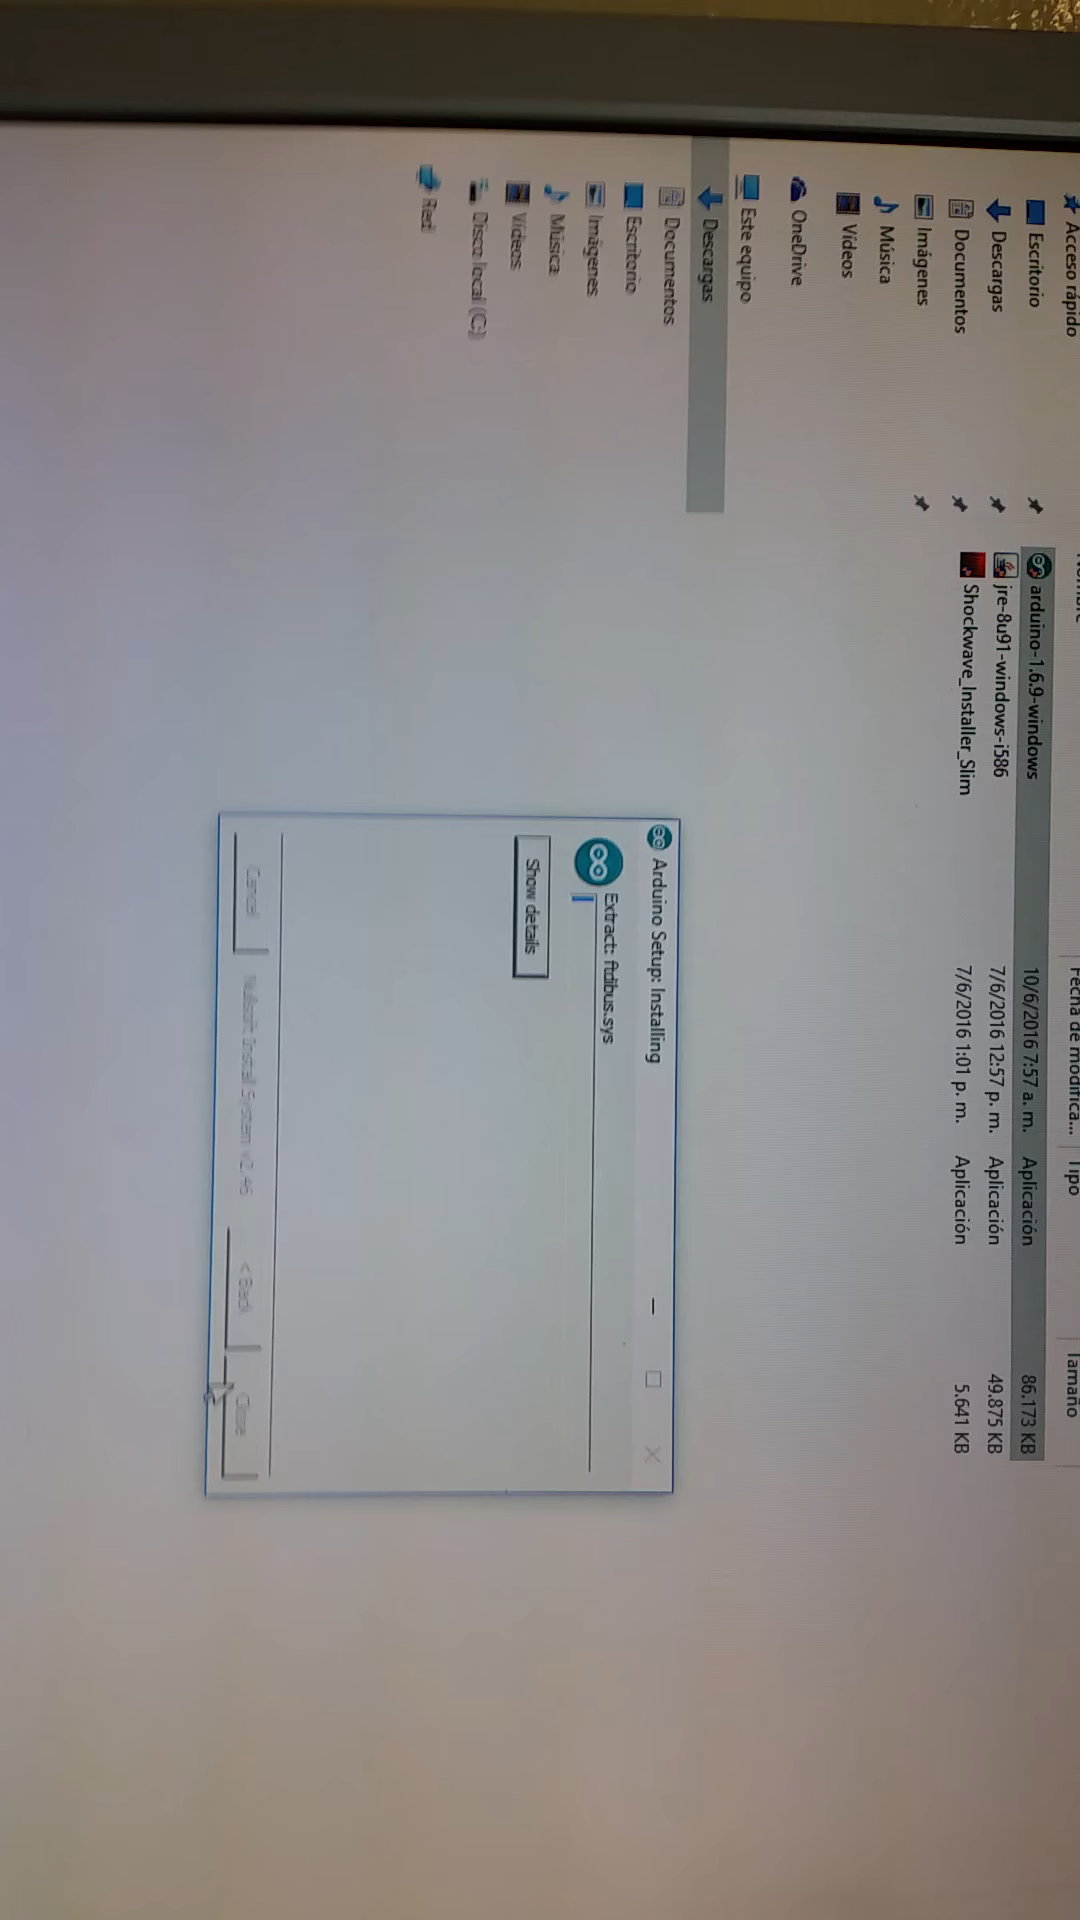 Acceso rápido
Escritorio
Descargas
Documentos
Imágenes
Música
Vídeos
OneDrive
Este equipo
Descargas
Documentos
Escritorio
Imágenes
Música
Vídeos
Disco local (C:)
Red
Fecha de modifica... Tipo Tamaño
arduino-1.6.9-windows 10/6/2016 7:57 a. m. Aplicación 86.173 KB
jre-8u91-windows-i586 7/6/2016 12:57 p. m. Aplicación 49.875 KB
Shockwave_Installer_Slim 7/6/2016 1:01 p. m. Aplicación 5.641 KB
Arduino Setup: Installing
Extract: ftdibus.sys
Show details
Cancel Nullsoft Install System v2.46 < Back Close